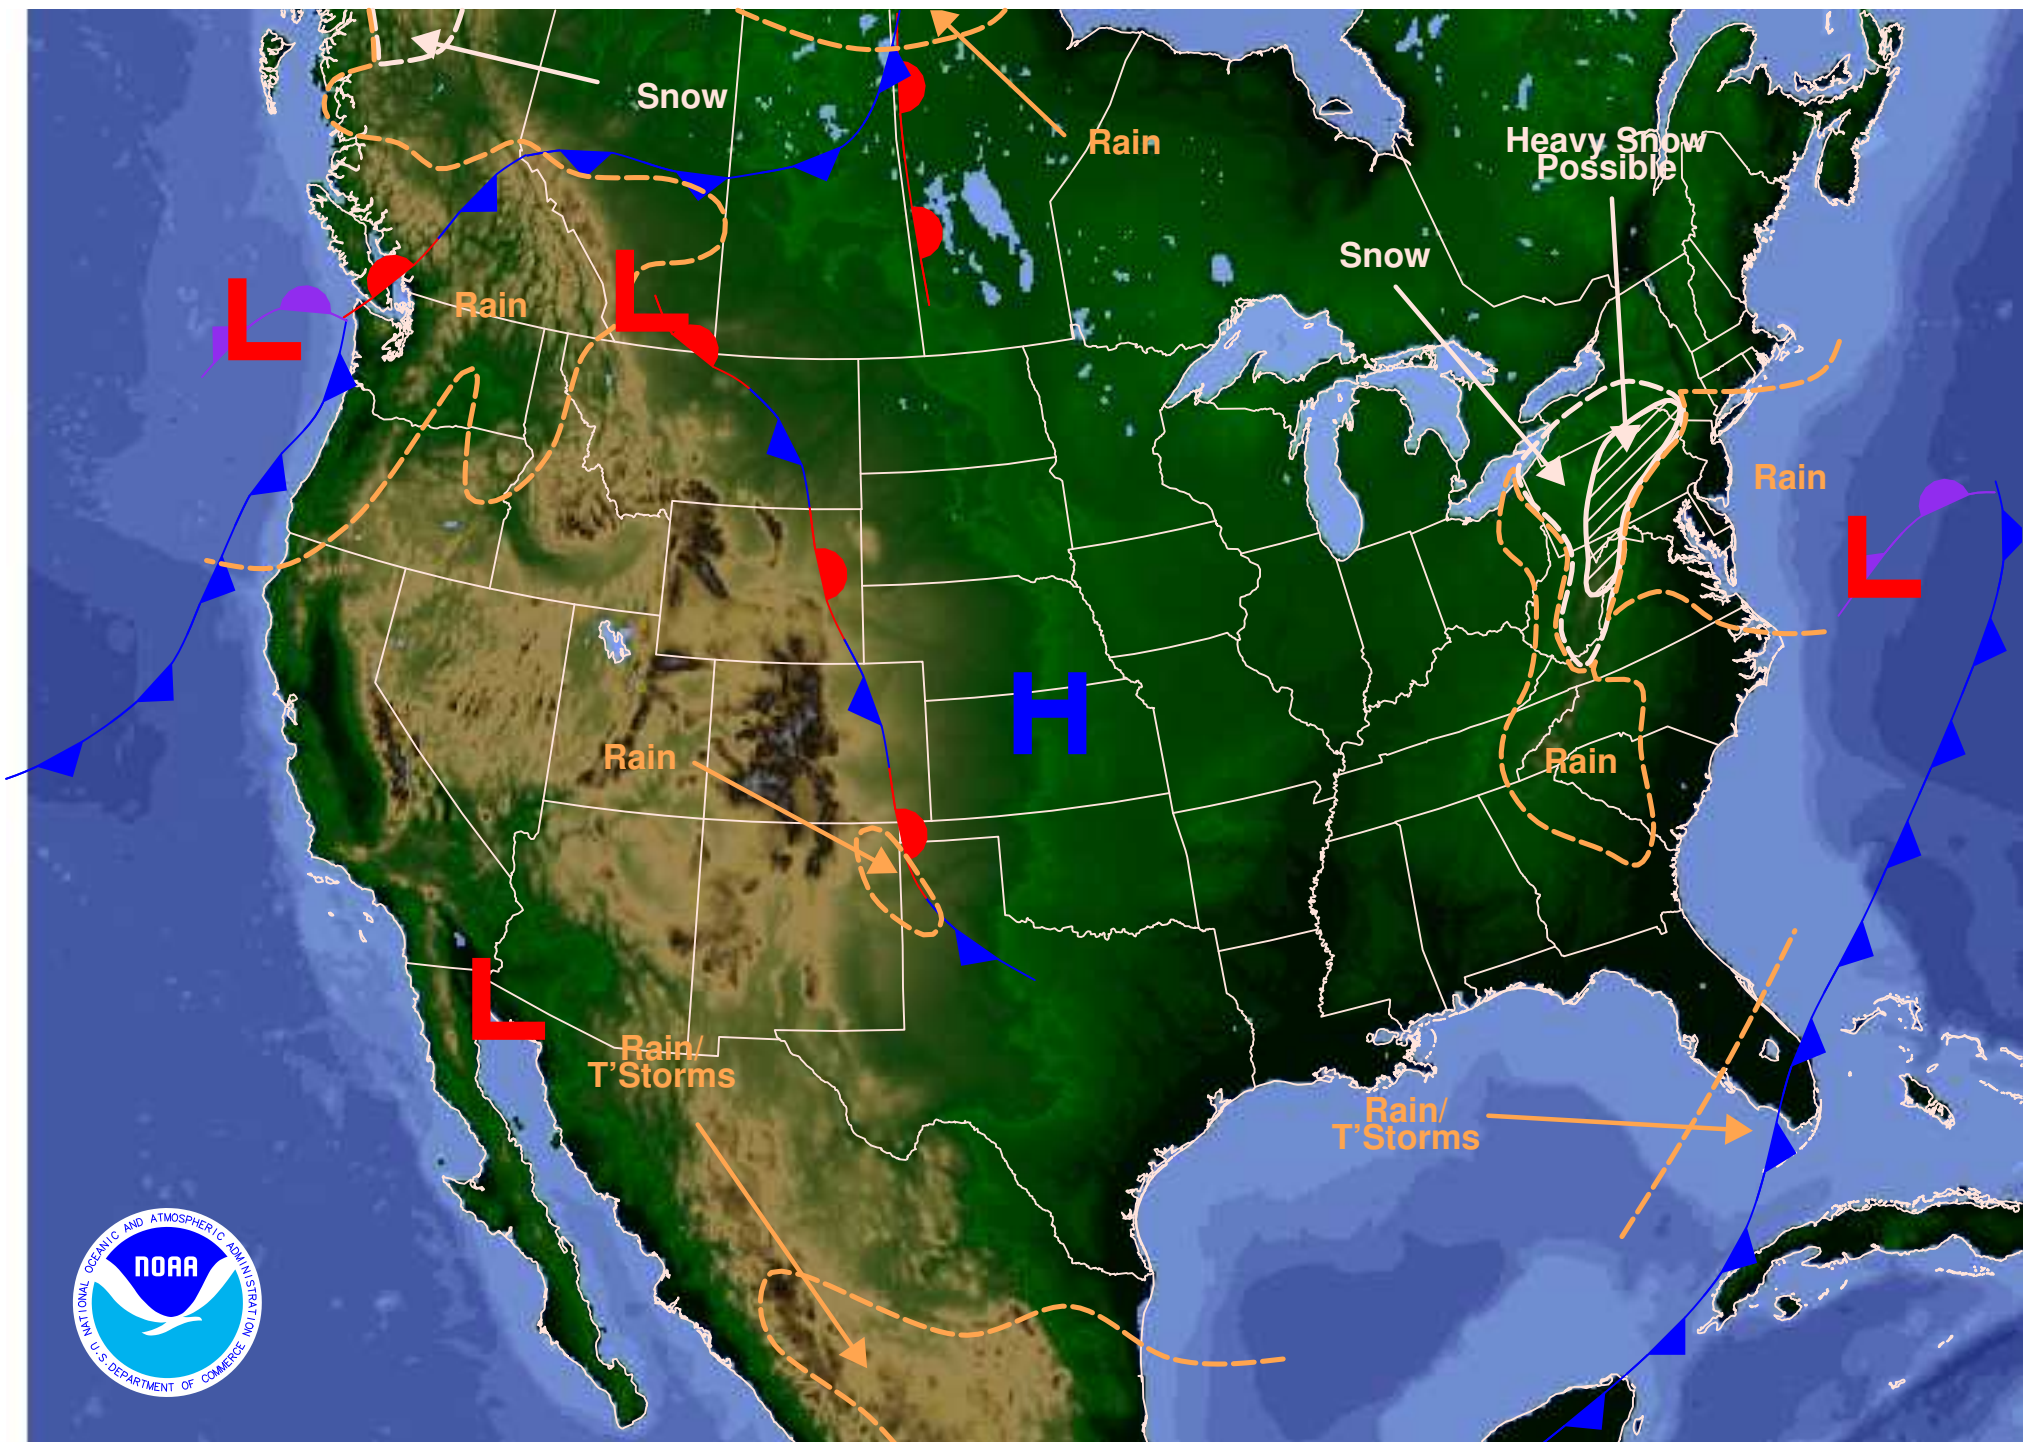 Snow
Rain
Heavy Snow
Possible
Snow
L
L
Rain
Rain
L
H
Rain
Rain
L
Rain/
T'Storms
Rain/
T'Storms
NATIONAL OCEANIC AND ATMOSPHERIC ADMINISTRATION
NOAA
U.S. DEPARTMENT OF COMMERCE